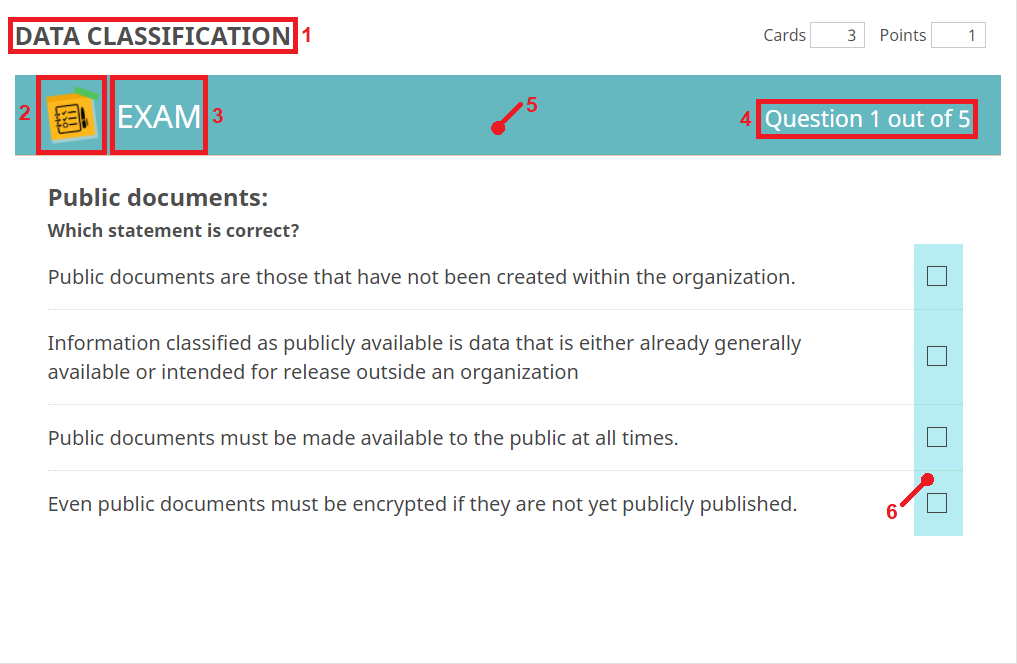 DATA CLASSIFICATION 1
Cards 3 Points 1
2 EXAM 3 5 4 Question 1 out of 5
Public documents:
Which statement is correct?
Public documents are those that have not been created within the organization.
Information classified as publicly available is data that is either already generally
available or intended for release outside an organization
Public documents must be made available to the public at all times.
Even public documents must be encrypted if they are not yet publicly published.
6